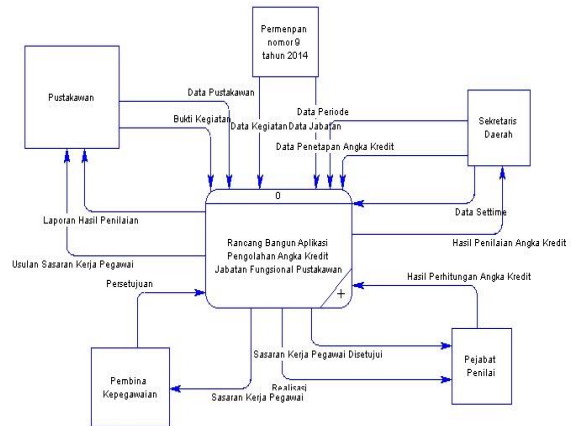 Permenpan
nomor 9
tahun 2014
Pustakawan
Data Pustakawan
Bukti Kegiatan
Data Kegiatan
Data Periode
Data Jabatan
Data Penetapan Angka Kredit
Sekretaris
Daerah
0
Laporan Hasil Penilaian
Data Settime
Rancang Bangun Aplikasi
Pengolahan Angka Kredit
Jabatan Fungsional Pustakawan
Hasil Penilaian Angka Kredit
Usulan Sasaran Kerja Pegawai
Persetujuan
+
Hasil Perhitungan Angka Kredit
Sasaran Kerja Pegawai Disetujui
Pembina
Kepegawaian
Realisasi
Sasaran Kerja Pegawai
Pejabat
Penilai